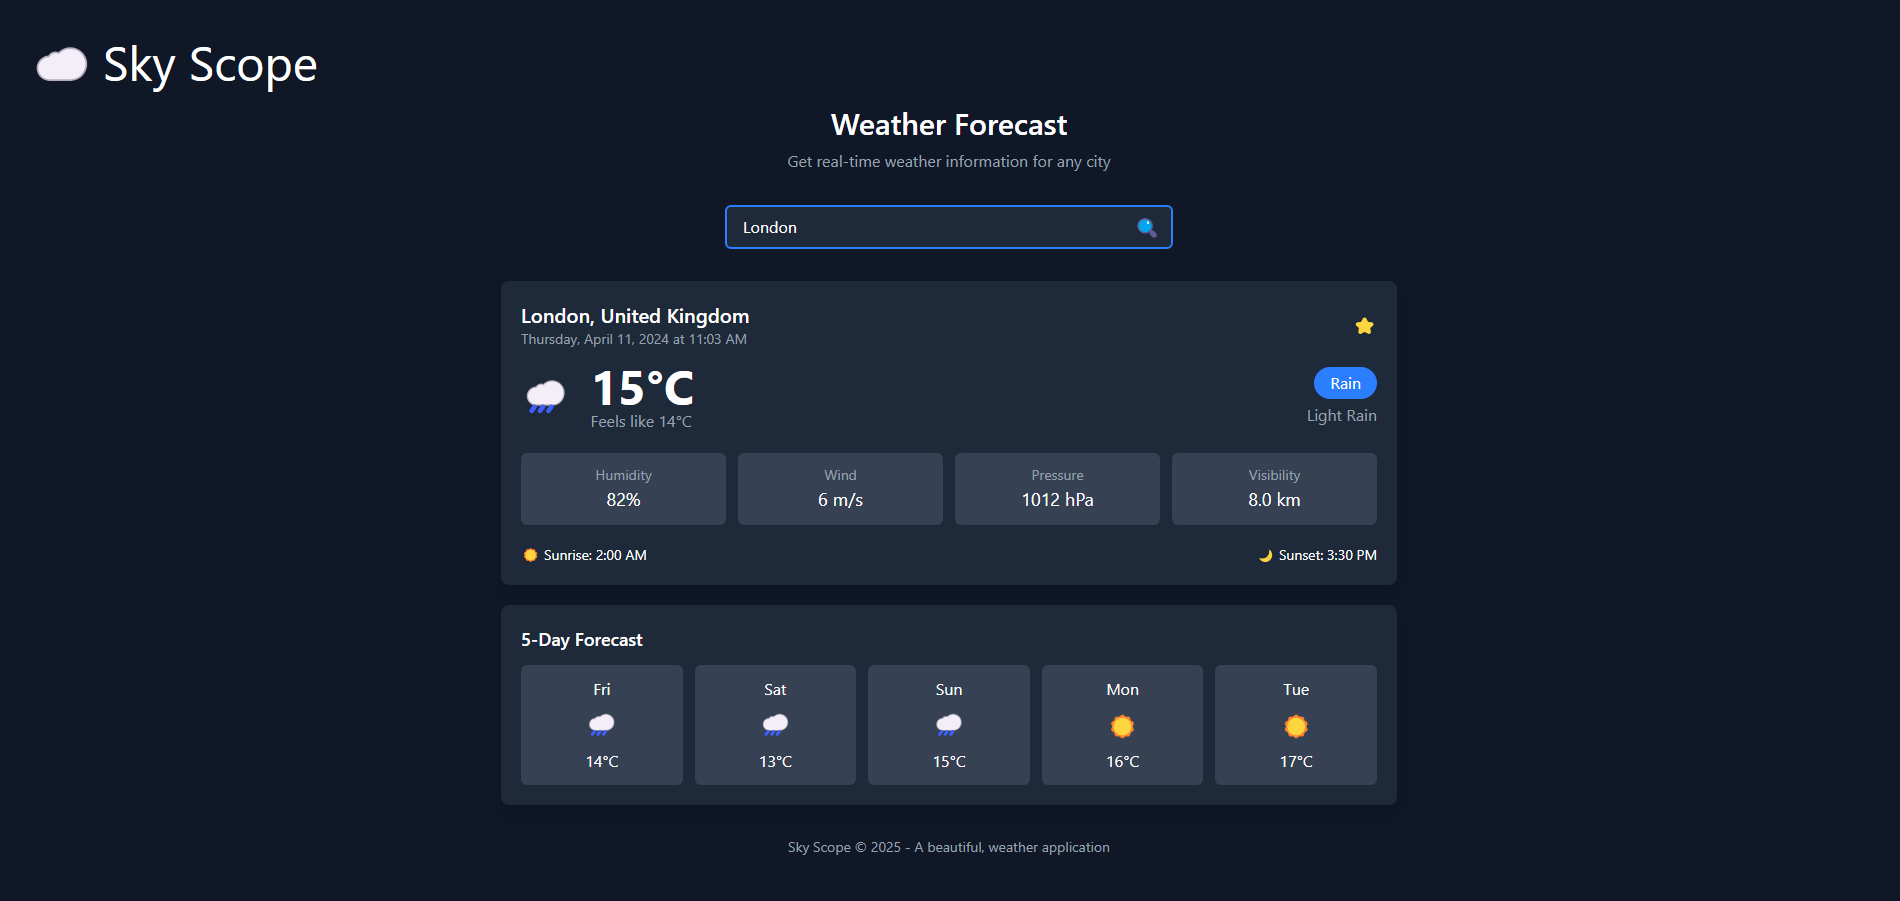 Sky Scope
Weather Forecast
Get real-time weather information for any city
London
London, United Kingdom
Thursday, April 11, 2024 at 11:03 AM
15°C
Feels like 14°C
Rain
Light Rain
Humidity
82%
Wind
6 m/s
Pressure
1012 hPa
Visibility
8.0 km
Sunrise: 2:00 AM
Sunset: 3:30 PM
5-Day Forecast
Fri
14°C
Sat
13°C
Sun
15°C
Mon
16°C
Tue
17°C
Sky Scope © 2025 - A beautiful, weather application